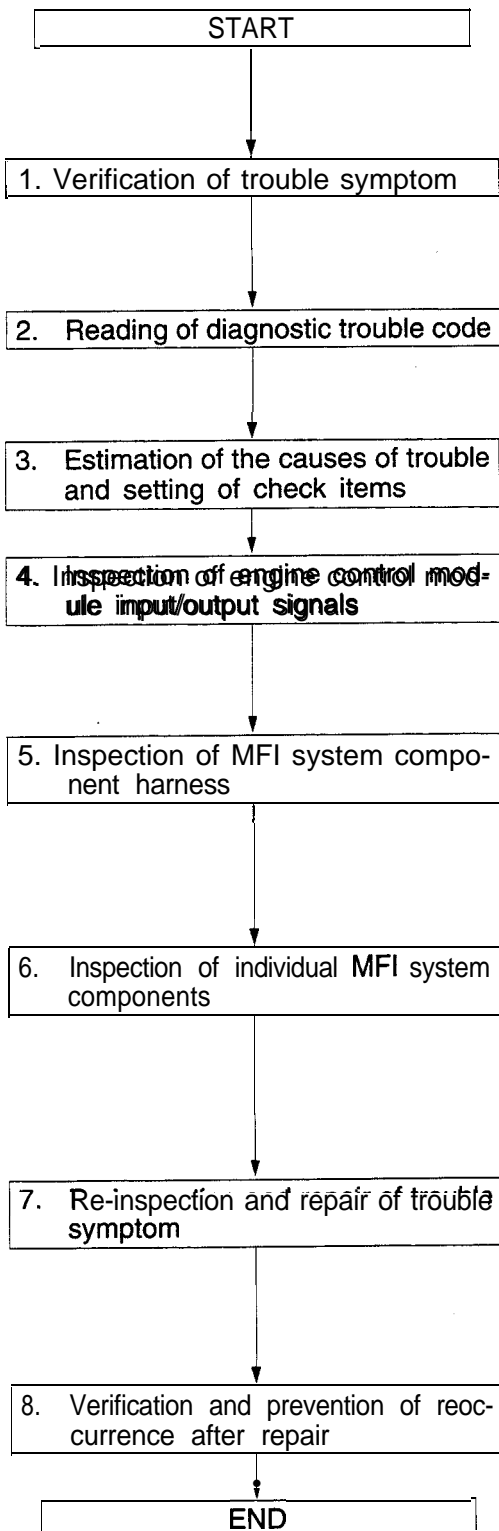 START
1. Verification of trouble symptom
2. Reading of diagnostic trouble code
3. Estimation of the causes of trouble
and setting of check items
4. Inspection of engine control mod-
ule input/output signals
5. Inspection of MFI system compo-
nent harness
6. Inspection of individual MFI system
components
7. Re-inspection and repair of trouble
symptom
8. Verification and prevention of reoc-
currence after repair
END